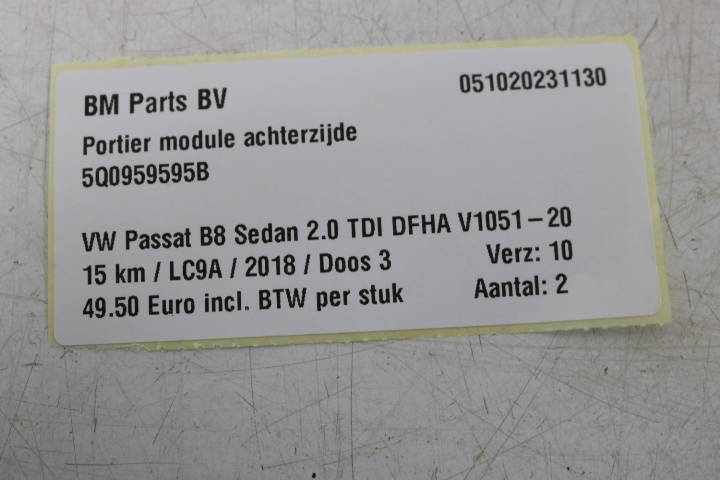 BM Parts BV 051020231130
Portier module achterzijde
5Q0959595B
VW Passat B8 Sedan 2.0 TDI DFHA V1051-20
15 km / LC9A / 2018 / Doos 3 Verz: 10
49.50 Euro incl. BTW per stuk Aantal: 2